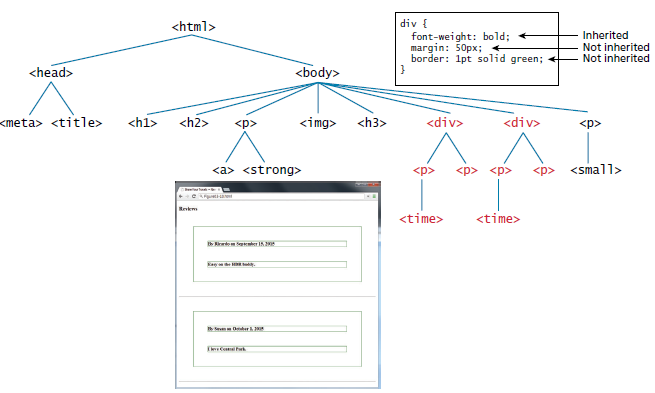 <html>
div {
font-weight: bold; Inherited
margin: 50px; Not inherited
border: 1pt solid green; Not inherited
}
<head> <body>
<meta> <title> <h1> <h2> <p> <img> <h3> <div> <div> <p>
<a> <strong> <p> <p> <p> <p> <small>
<time> <time>
Reviews
By Ricardo on September 15, 2015
Easy on the HBB buddy.
By Susan on October 1, 2015
I love Central Park.